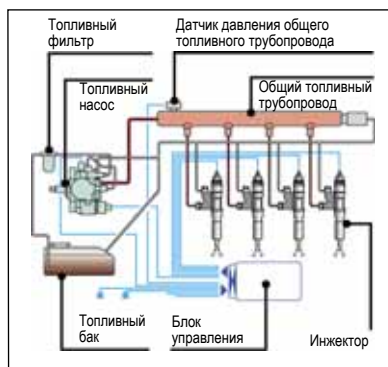 Топливный
фильтр
Датчик давления общего
топливного трубопровода
Топливный
насос
Общий топливный
трубопровод
Топливный
бак
Блок
управления
Инжектор